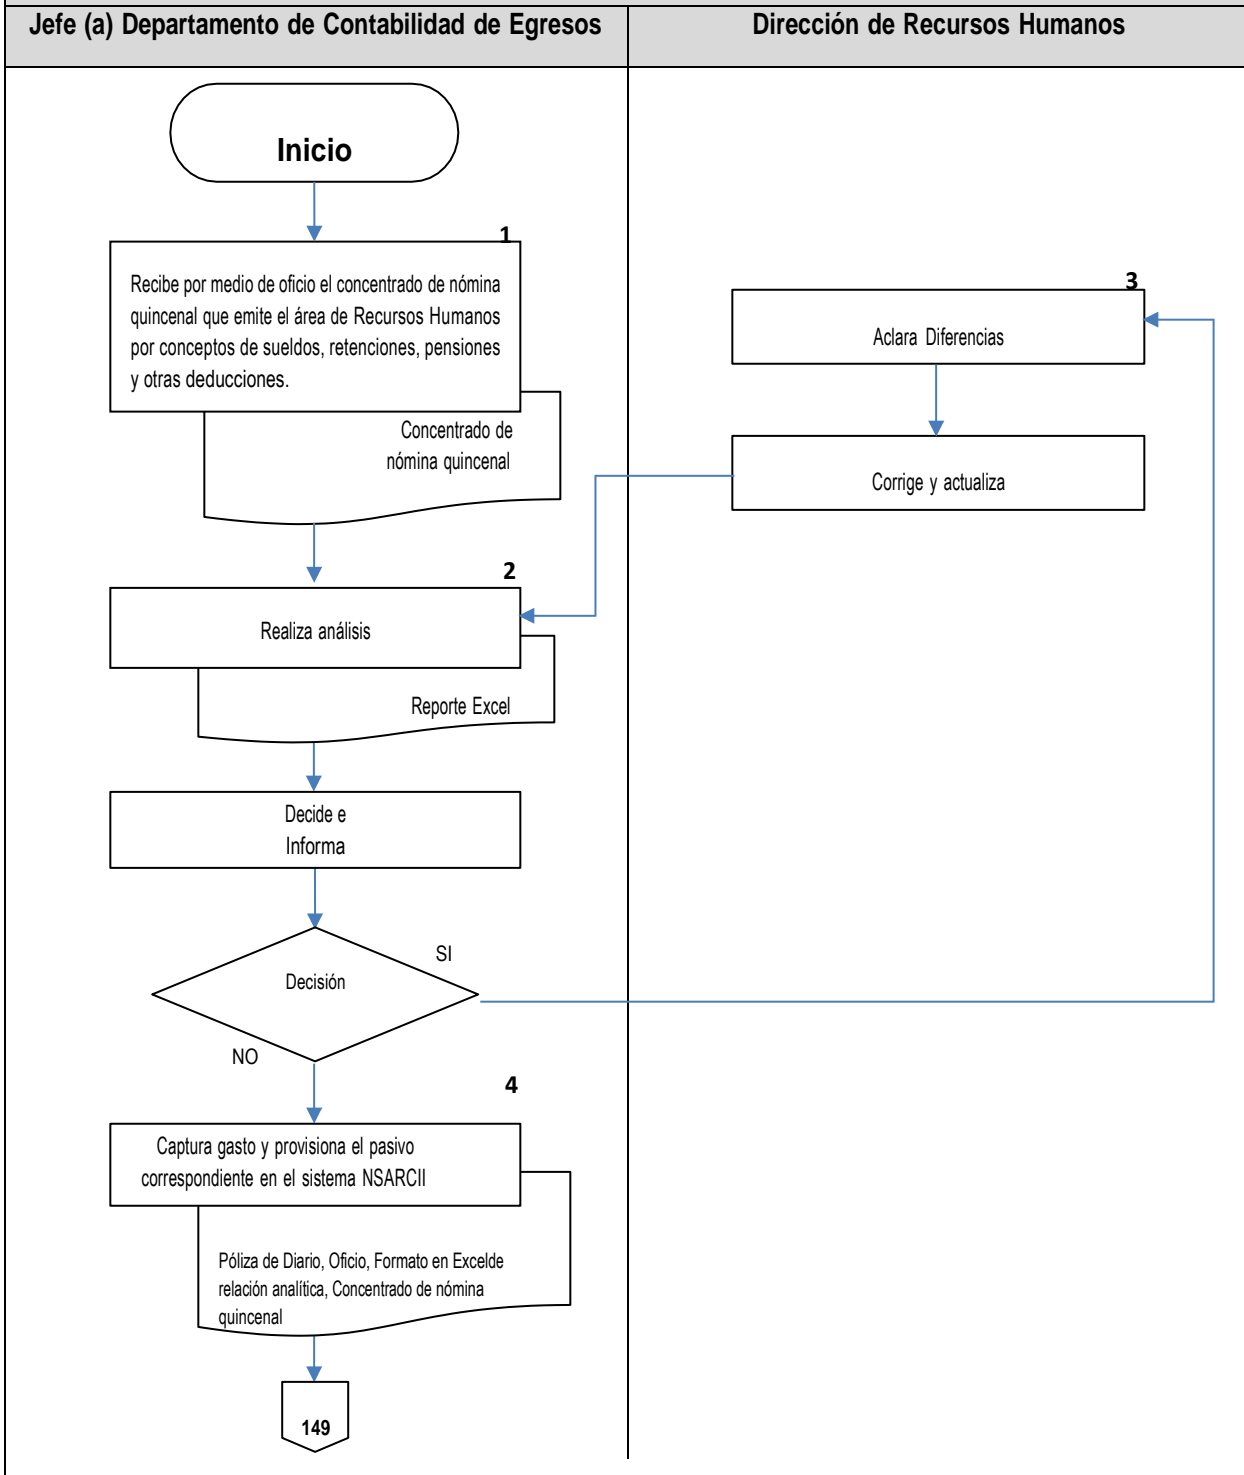 Jefe (a) Departamento de Contabilidad de Egresos
Dirección de Recursos Humanos
Inicio
1
Recibe por medio de oficio el concentrado de nómina
quincenal que emite el área de Recursos Humanos
por conceptos de sueldos, retenciones, pensiones
y otras deducciones.
Concentrado de
nómina quincenal
3
Aclara Diferencias
Corrige y actualiza
2
Realiza análisis
Reporte Excel
Decide e
Informa
Decisión
SI
NO
4
Captura gasto y provisiona el pasivo
correspondiente en el sistema NSARCII
Póliza de Diario, Oficio, Formato en Excelde
relación analítica, Concentrado de nómina
quincenal
149